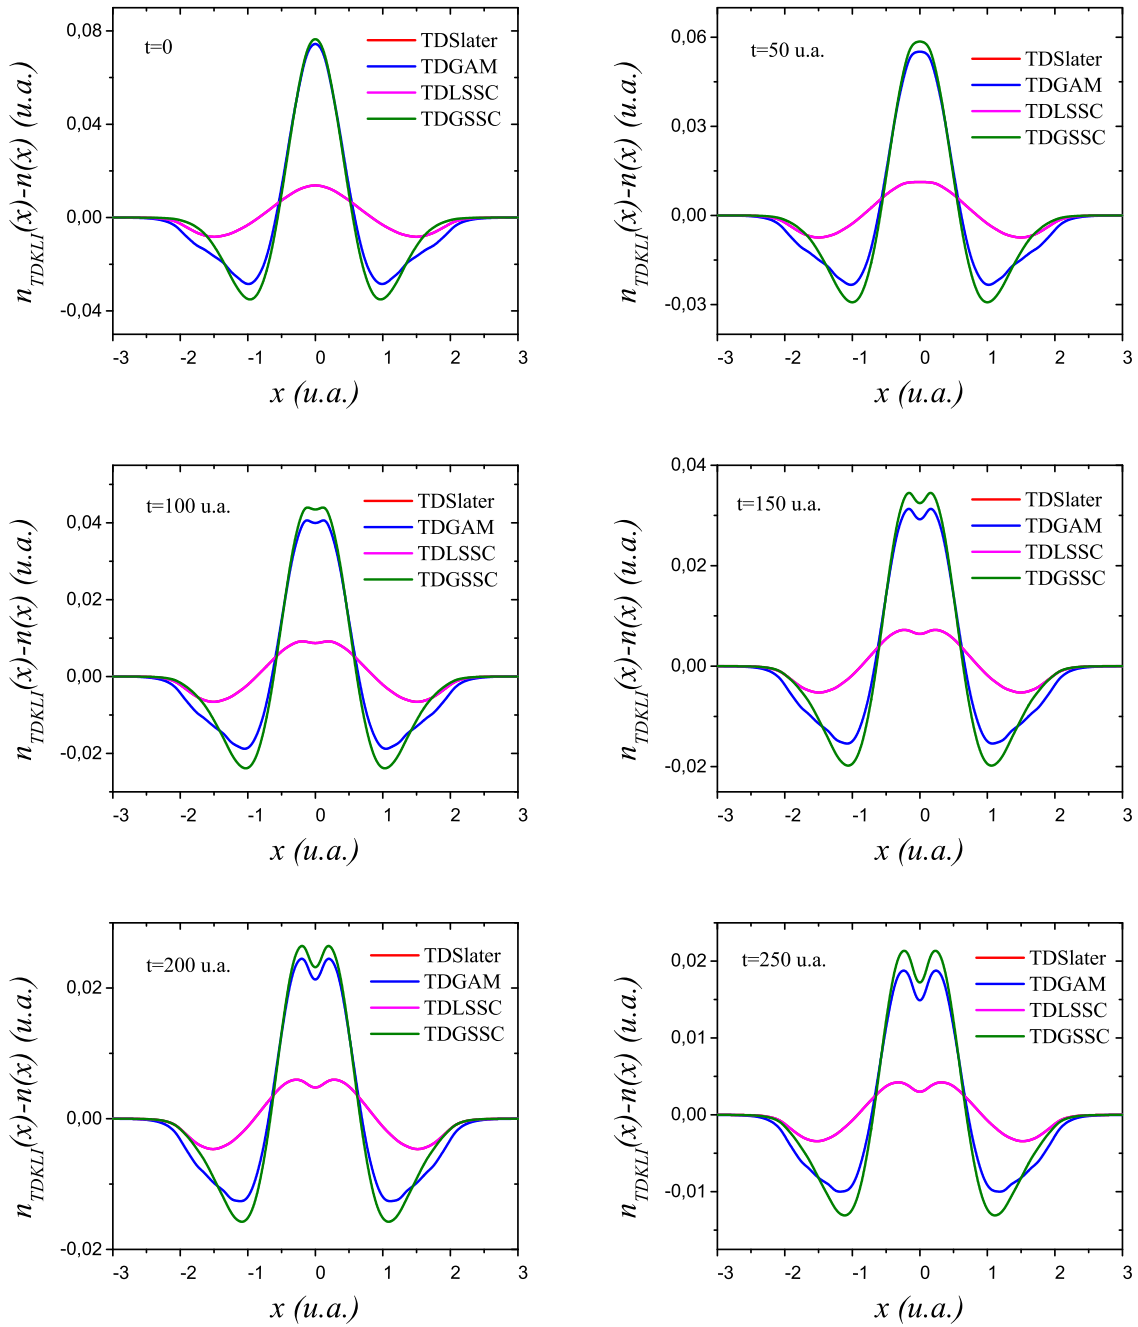 t=0
TDSlater
TDGAM
TDLSSC
TDGSSC
0,08
0,04
0,00
-0,04
-3 -2 -1 0 1 2 3
x (u.a.)
n_TDKLI(x)-n(x) (u.a.)
t=50 u.a.
TDSlater
TDGAM
TDLSSC
TDGSSC
0,06
0,03
0,00
-0,03
-3 -2 -1 0 1 2 3
x (u.a.)
n_TDKLI(x)-n(x) (u.a.)
t=100 u.a.
TDSlater
TDGAM
TDLSSC
TDGSSC
0,04
0,02
0,00
-0,02
-3 -2 -1 0 1 2 3
x (u.a.)
n_TDKLI(x)-n(x) (u.a.)
t=150 u.a.
TDSlater
TDGAM
TDLSSC
TDGSSC
0,04
0,02
0,00
-0,02
-3 -2 -1 0 1 2 3
x (u.a.)
n_TDKLI(x)-n(x) (u.a.)
t=200 u.a.
TDSlater
TDGAM
TDLSSC
TDGSSC
0,02
0,00
-0,02
-3 -2 -1 0 1 2 3
x (u.a.)
n_TDKLI(x)-n(x) (u.a.)
t=250 u.a.
TDSlater
TDGAM
TDLSSC
TDGSSC
0,02
0,01
0,00
-0,01
-3 -2 -1 0 1 2 3
x (u.a.)
n_TDKLI(x)-n(x) (u.a.)